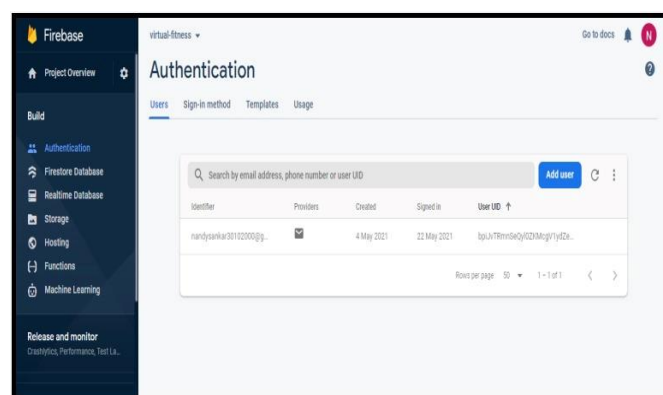 Firebase
Project Overview
Build
Authentication
Firestore Database
Realtime Database
Storage
Hosting
Functions
Machine Learning
Release and monitor
Crashlytics, Performance, Test La...
virtual-fitness
Go to docs
N
Authentication
Users Sign-in method Templates Usage
Search by email address, phone number or user UID
Add user
Identifier Providers Created Signed in User UID
nandysankar30102000@g... 4 May 2021 22 May 2021
Rows per page 50 1 – 1 of 1